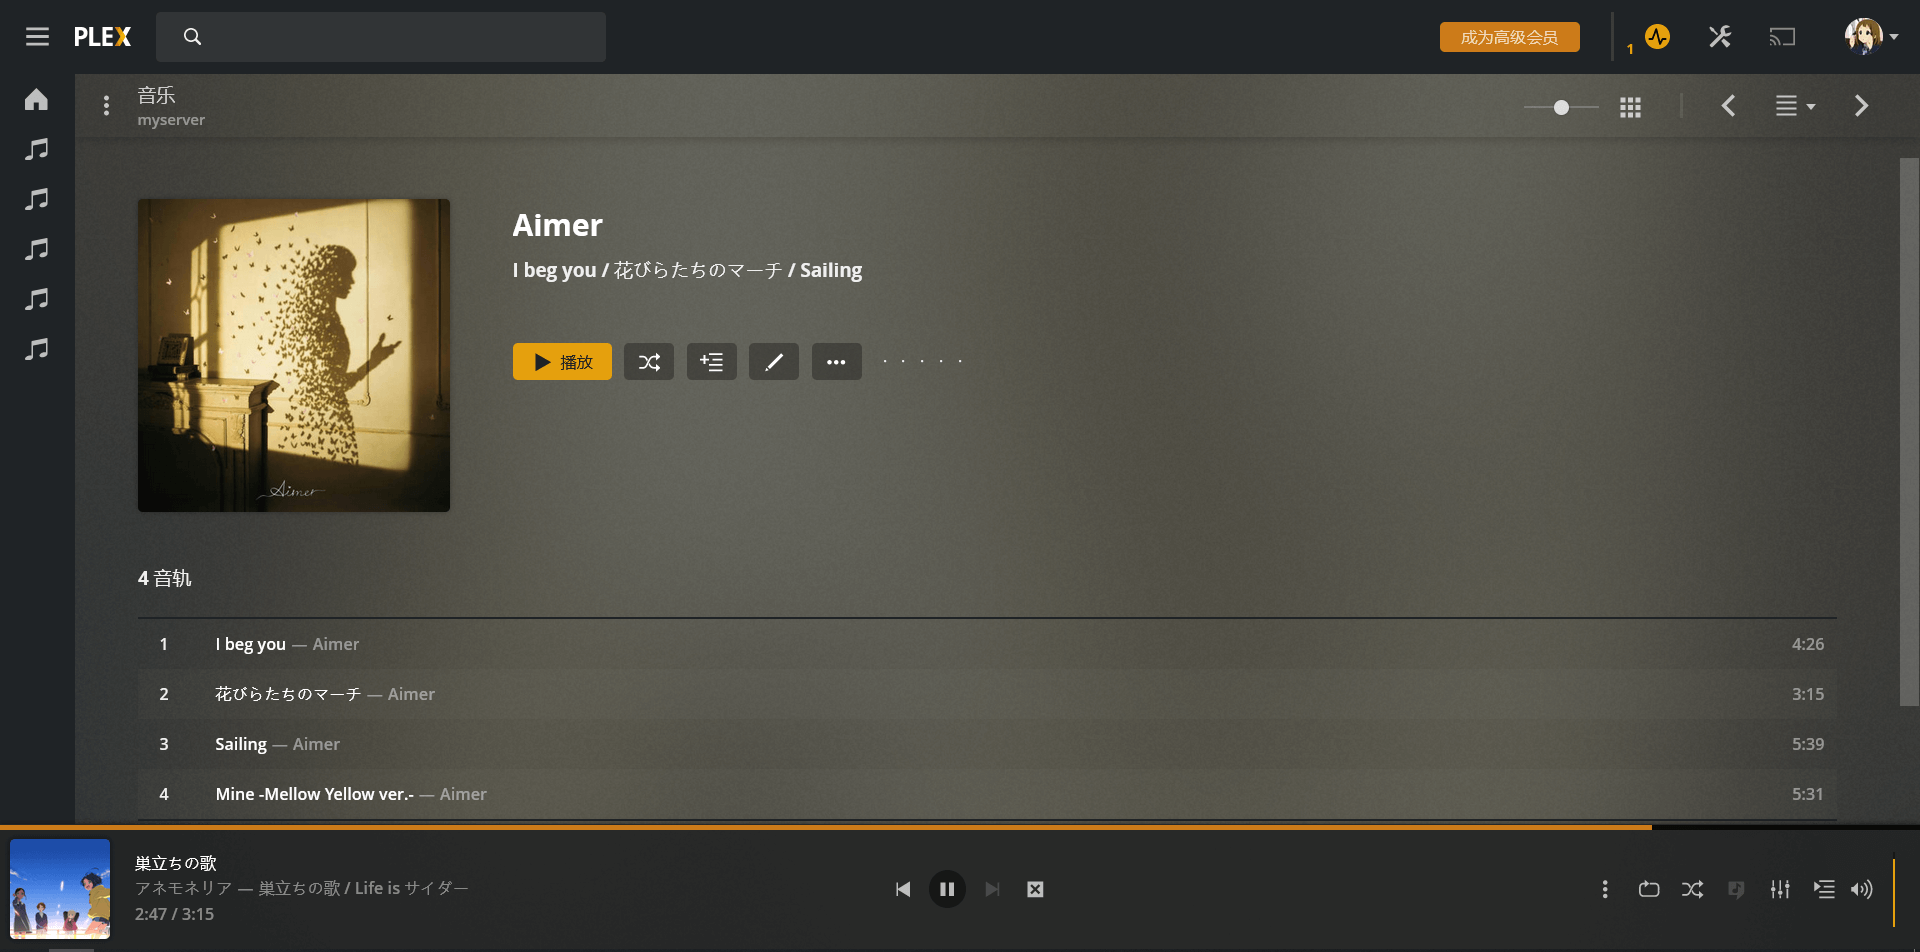 PLEX
成为高级会员
1
音乐
myserver
Aimer
I beg you / 花びらたちのマーチ / Sailing
播放
Aimer
4 音轨
1 I beg you — Aimer 4:26
2 花びらたちのマーチ — Aimer 3:15
3 Sailing — Aimer 5:39
4 Mine -Mellow Yellow ver.- — Aimer 5:31
巣立ちの歌
アネモネリア — 巣立ちの歌 / Life is サイダー
2:47 / 3:15